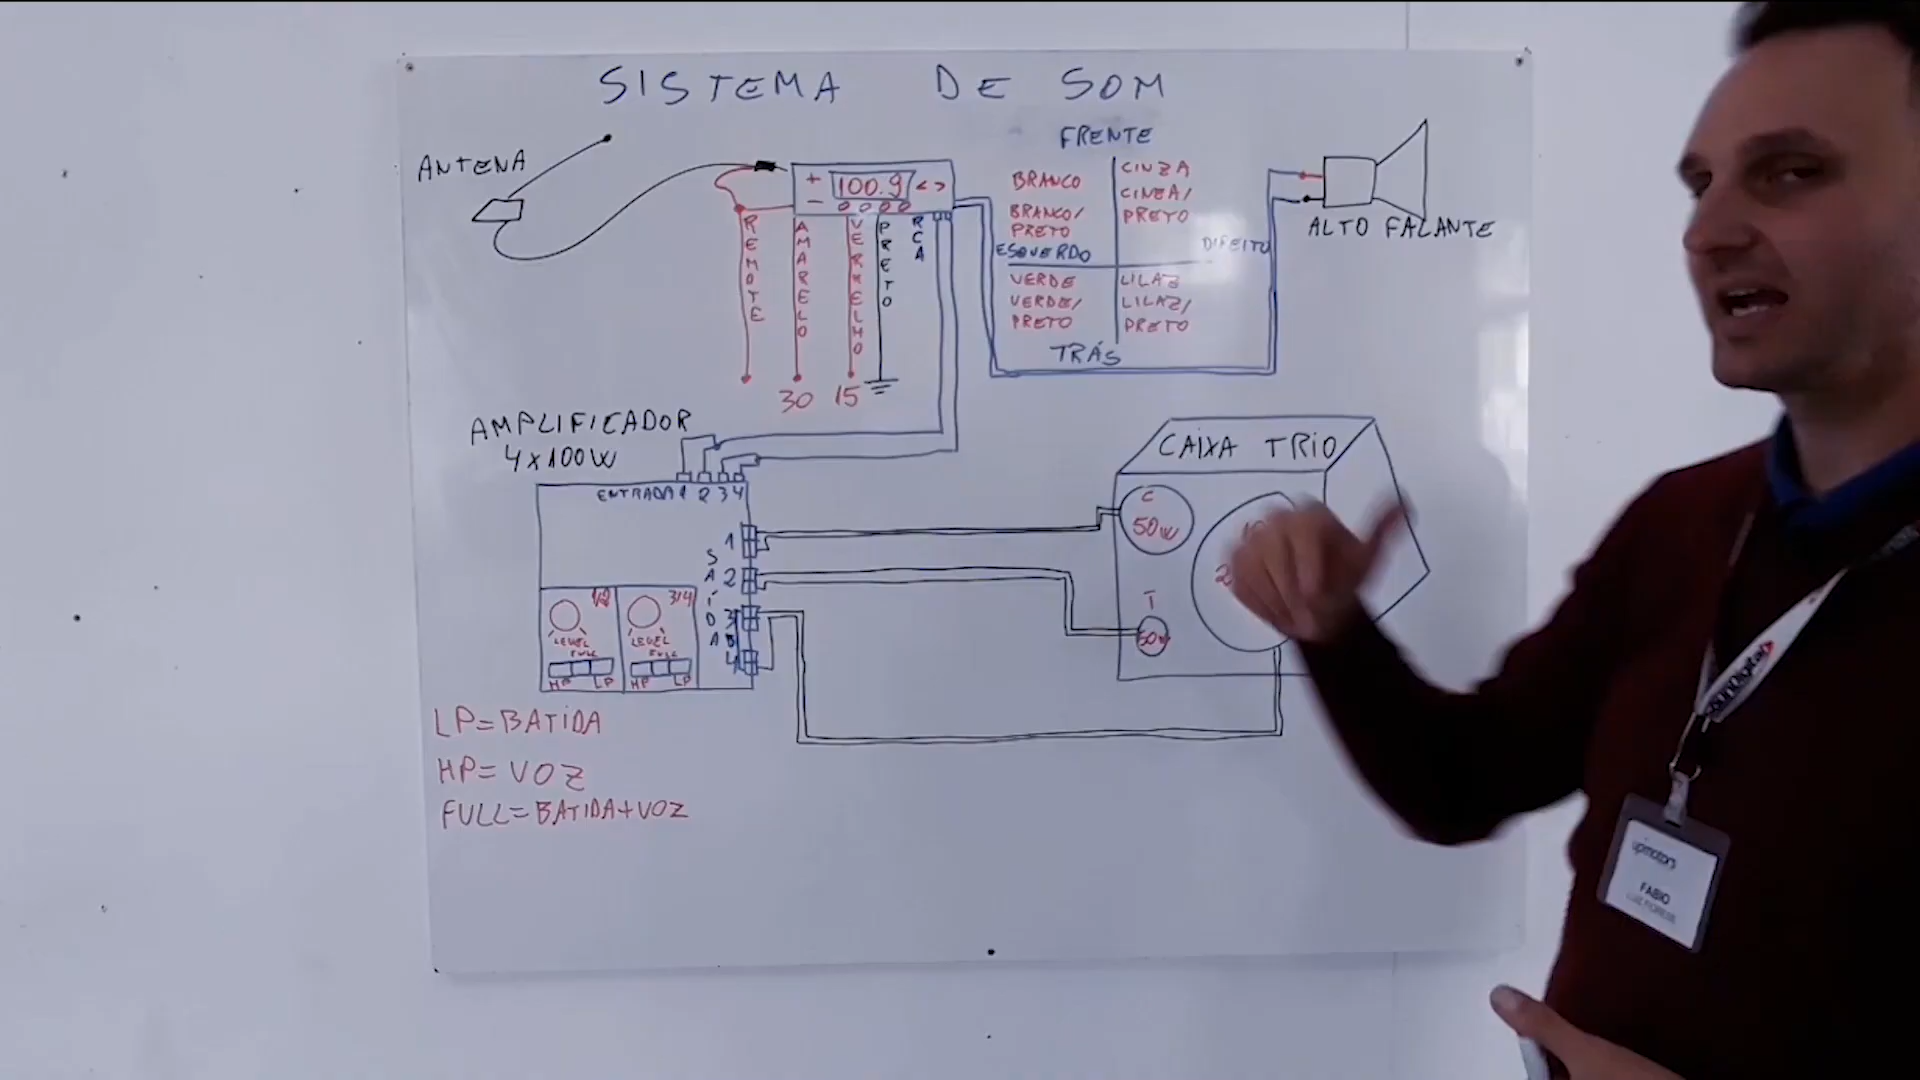 SISTEMA DE SOM
ANTENA
+ 100.9 < >
-
REMOTE
AMARELO
VERMELHO
PRETO
RCA
30
15
FRENTE
BRANCO
BRANCO/
PRETO
CINZA
CINZA/
PRETO
ESQUERDO
DIREITO
VERDE
VERDE/
PRETO
LILAZ
LILAZ/
PRETO
TRÁS
ALTO FALANTE
AMPLIFICADOR
4X100W
ENTRADA 1 2 3 4
SAÍDA
1
2
3
4
1/2
LEVEL
FULL
HP LP
3/4
LEVEL
FULL
HP LP
CAIXA TRIO
C
50W
T
50W
LP=BATIDA
HP=VOZ
FULL=BATIDA+VOZ
upmotors
FABIO